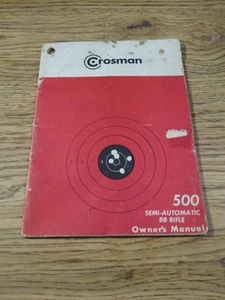 Crosman
500
SEMI-AUTOMATIC
BB RIFLE
Owner's Manual